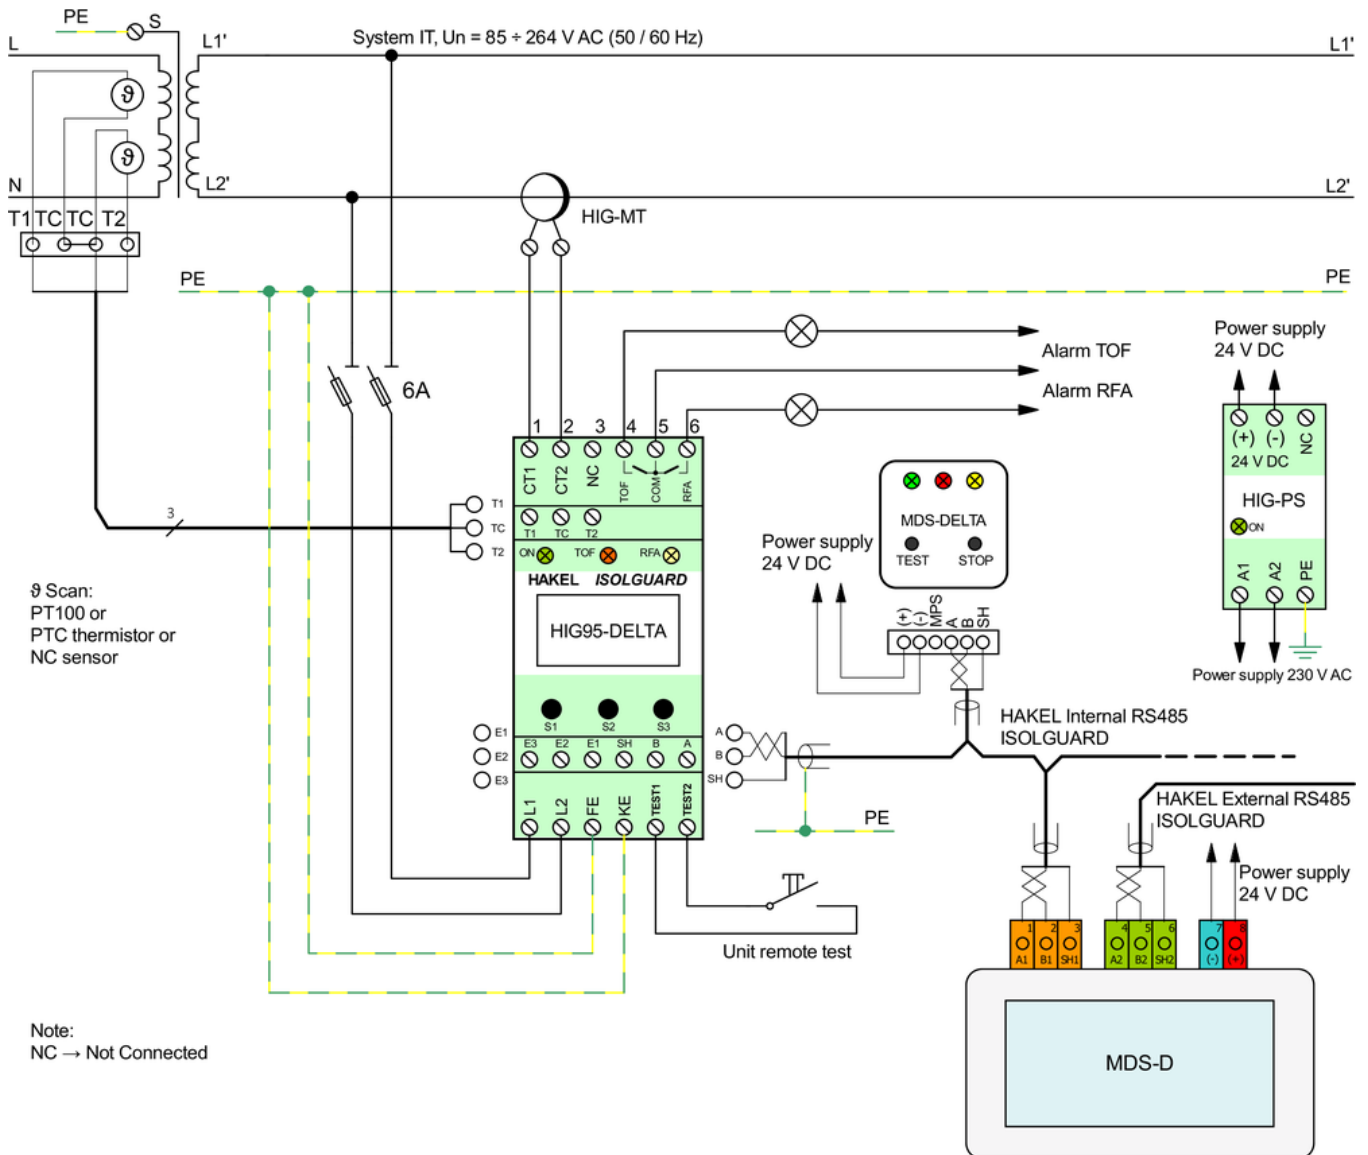 PE
S
L
L1'
System IT, Un = 85 ÷ 264 V AC (50 / 60 Hz)
L1'
ϑ
ϑ
N
L2'
L2'
T1 TC TC T2
HIG-MT
PE
PE
Alarm TOF
Alarm RFA
6A
Power supply
24 V DC
1 2 3 4 5 6
CT1 CT2 NC TOF COM RFA
(+) (-) NC
24 V DC
HIG-PS
ON
A1 A2 PE
Power supply 230 V AC
3
T1
TC
T2
T1 TC T2
ON TOF RFA
HAKEL ISOLGUARD
HIG95-DELTA
S1 S2 S3
MDS-DELTA
TEST STOP
Power supply
24 V DC
(+) (-) MPS A B SH
ϑ Scan:
PT100 or
PTC thermistor or
NC sensor
E1
E2
E3
E3 E2 E1 SH B A
A
B
SH
L1 L2 FE KE TEST1 TEST2
HAKEL Internal RS485
ISOLGUARD
PE
HAKEL External RS485
ISOLGUARD
Power supply
24 V DC
Unit remote test
1 2 3 4 5 6 7 8
A1 B1 SH1 A2 B2 SH2 (-) (+)
Note:
NC → Not Connected
MDS-D